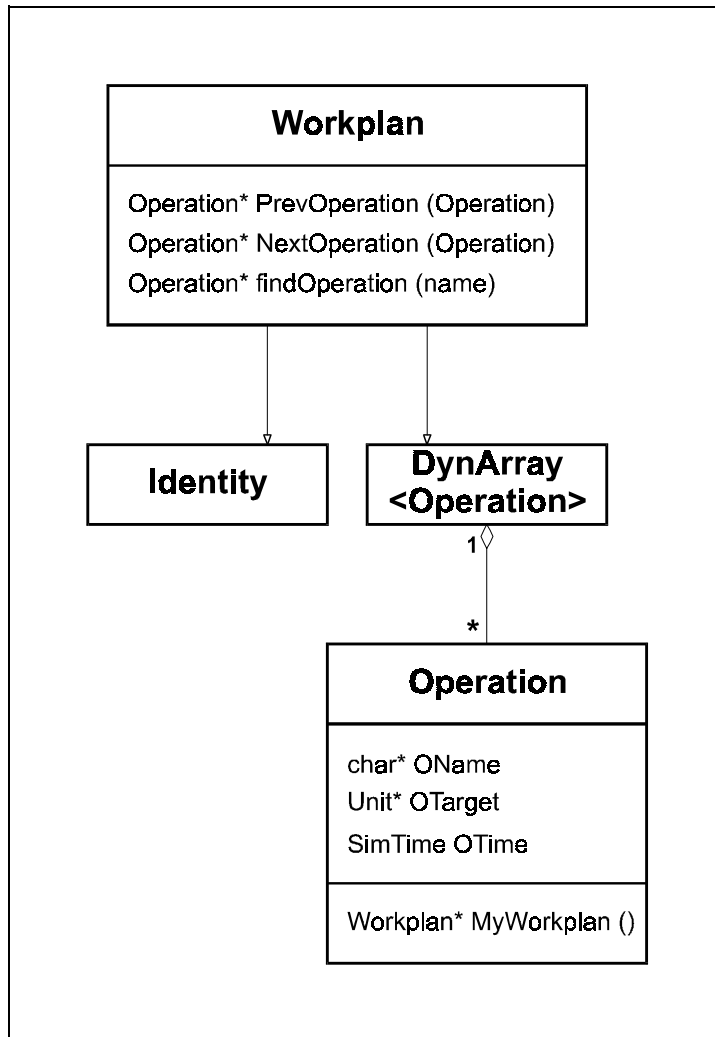 Workplan
Operation* PrevOperation (Operation)
Operation* NextOperation (Operation)
Operation* findOperation (name)
Identity
DynArray
<Operation>
1
*
Operation
char* OName
Unit* OTarget
SimTime OTime
Workplan* MyWorkplan ()